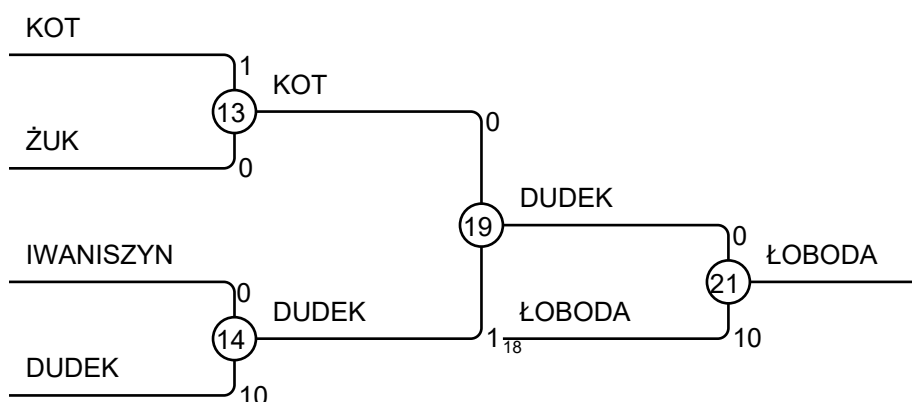 KOT
1
13
KOT
ŻUK
0
0
19
DUDEK
IWANISZYN
0
0
21
ŁOBODA
14
DUDEK
1
18
ŁOBODA
10
DUDEK
10